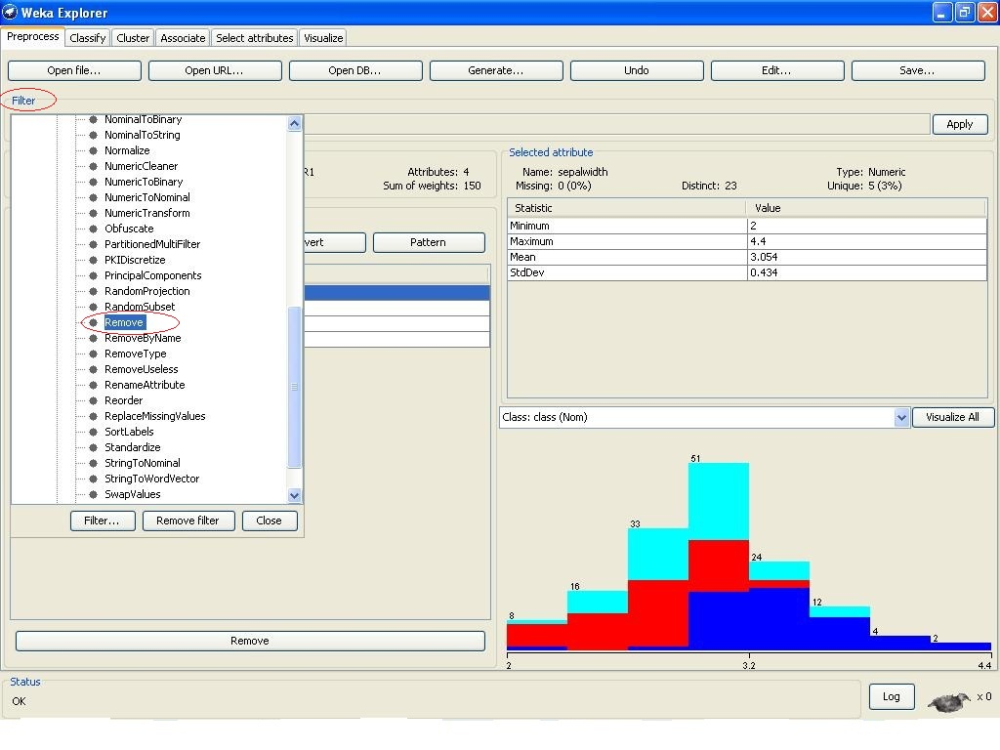 Weka Explorer
Preprocess Classify Cluster Associate Select attributes Visualize
Open file... Open URL... Open DB... Generate... Undo Edit... Save...
Filter
Apply
NominalToBinary
NominalToString
Normalize
NumericCleaner
NumericToBinary
NumericToNominal
NumericTransform
Obfuscate
PartitionedMultiFilter
PKIDiscretize
PrincipalComponents
RandomProjection
RandomSubset
Remove
RemoveByName
RemoveType
RemoveUseless
RenameAttribute
Reorder
ReplaceMissingValues
SortLabels
Standardize
StringToNominal
StringToWordVector
SwapValues
Filter... Remove filter Close
R1 Attributes: 4
Sum of weights: 150
vert Pattern
Remove
Selected attribute
Name: sepalwidth Type: Numeric
Missing: 0 (0%) Distinct: 23 Unique: 5 (3%)
Statistic Value
Minimum 2
Maximum 4.4
Mean 3.054
StdDev 0.434
Class: class (Nom) Visualize All
51
33
24
16
12
8
4
2
2 3.2 4.4
Status
OK
Log x 0